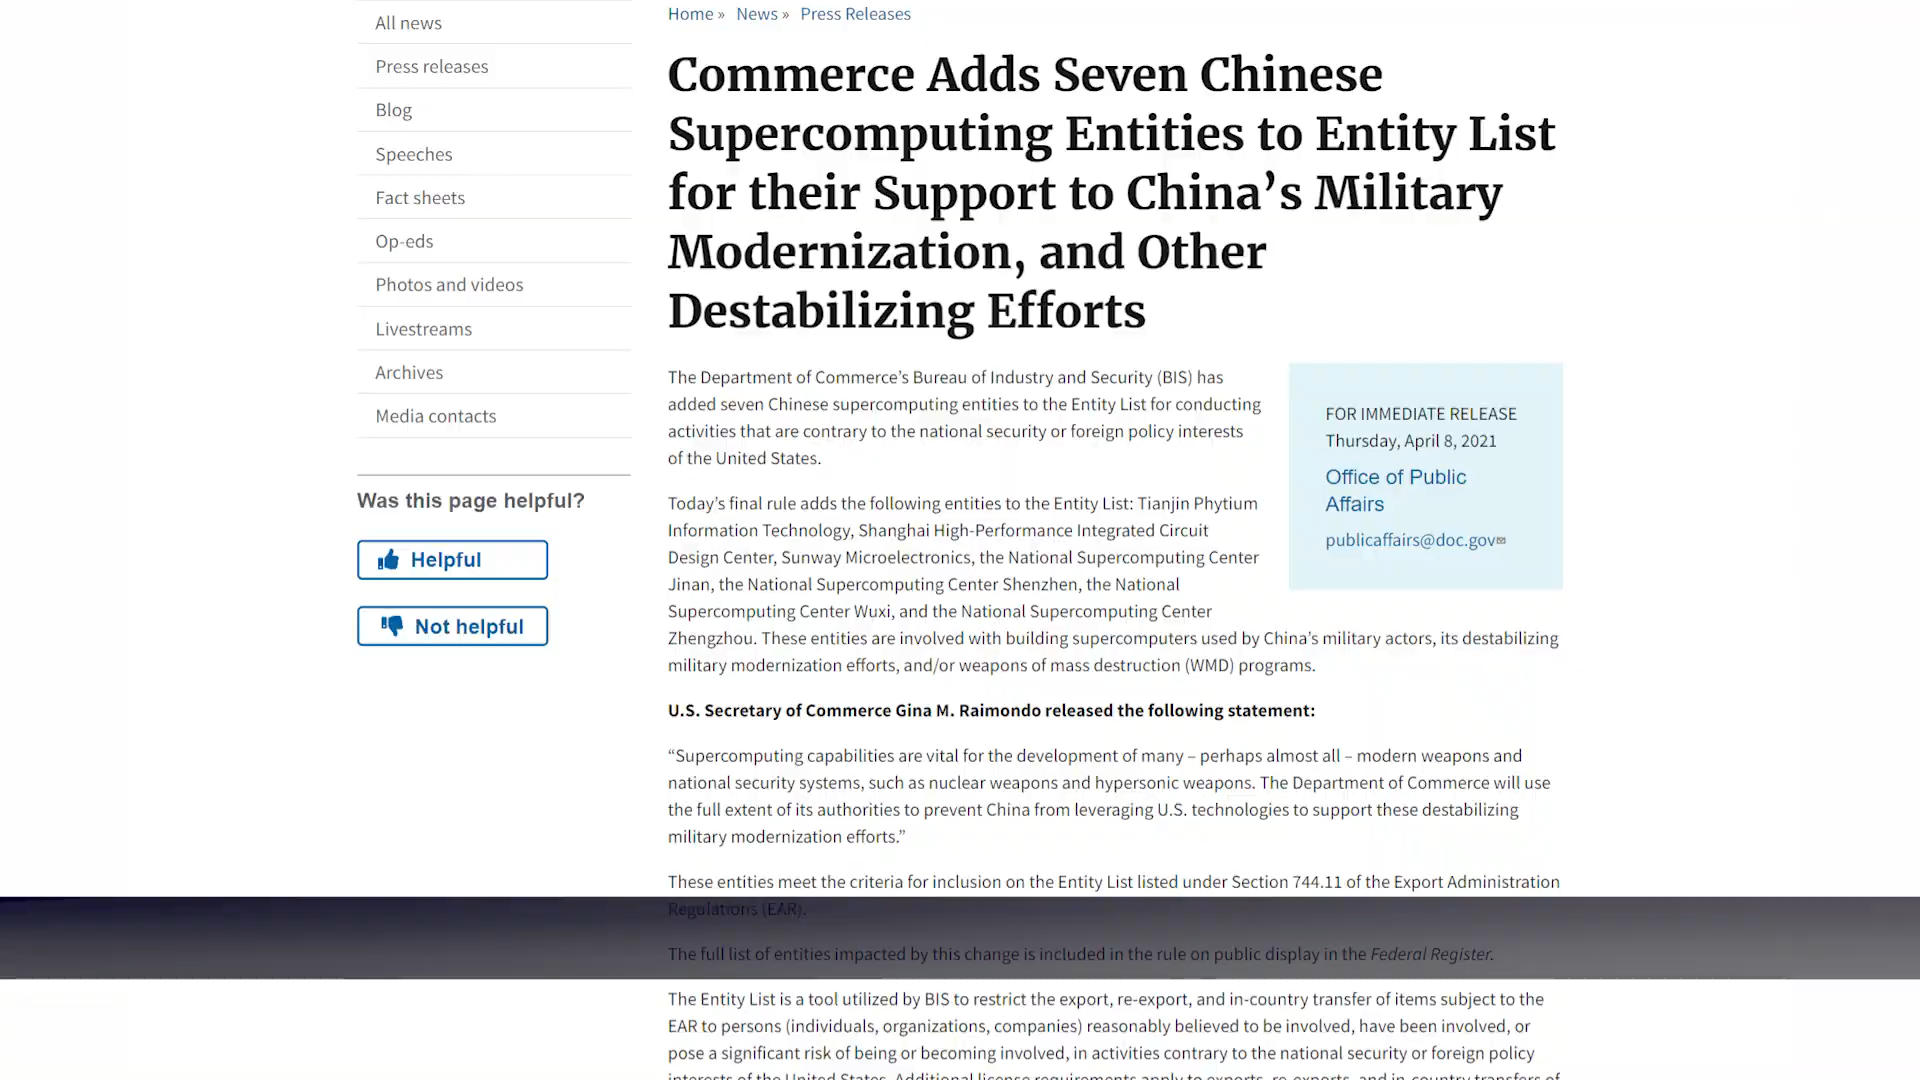 All news
Press releases
Blog
Speeches
Fact sheets
Op-eds
Photos and videos
Livestreams
Archives
Media contacts
Was this page helpful?
Helpful
Not helpful
Home » News » Press Releases
Commerce Adds Seven Chinese
Supercomputing Entities to Entity List
for their Support to China’s Military
Modernization, and Other
Destabilizing Efforts
FOR IMMEDIATE RELEASE
Thursday, April 8, 2021
Office of Public
Affairs
publicaffairs@doc.gov
The Department of Commerce’s Bureau of Industry and Security (BIS) has
added seven Chinese supercomputing entities to the Entity List for conducting
activities that are contrary to the national security or foreign policy interests
of the United States.
Today’s final rule adds the following entities to the Entity List: Tianjin Phytium
Information Technology, Shanghai High-Performance Integrated Circuit
Design Center, Sunway Microelectronics, the National Supercomputing Center
Jinan, the National Supercomputing Center Shenzhen, the National
Supercomputing Center Wuxi, and the National Supercomputing Center
Zhengzhou. These entities are involved with building supercomputers used by China’s military actors, its destabilizing
military modernization efforts, and/or weapons of mass destruction (WMD) programs.
U.S. Secretary of Commerce Gina M. Raimondo released the following statement:
“Supercomputing capabilities are vital for the development of many – perhaps almost all – modern weapons and
national security systems, such as nuclear weapons and hypersonic weapons. The Department of Commerce will use
the full extent of its authorities to prevent China from leveraging U.S. technologies to support these destabilizing
military modernization efforts.”
These entities meet the criteria for inclusion on the Entity List listed under Section 744.11 of the Export Administration
Regulations (EAR).
The full list of entities impacted by this change is included in the rule on public display in the Federal Register.
The Entity List is a tool utilized by BIS to restrict the export, re-export, and in-country transfer of items subject to the
EAR to persons (individuals, organizations, companies) reasonably believed to be involved, have been involved, or
pose a significant risk of being or becoming involved, in activities contrary to the national security or foreign policy
interests of the United States. Additional license requirements apply to exports, re-exports, and in-country transfers of